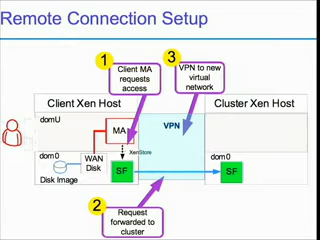 Remote Connection Setup
1
3
Client MA
requests
access
VPN to new
virtual
network
Client Xen Host
Cluster Xen Host
domU
MA
VPN
XenStore
dom0
WAN
Disk
SF
dom0
SF
Disk Image
2
Request
forwarded to
cluster